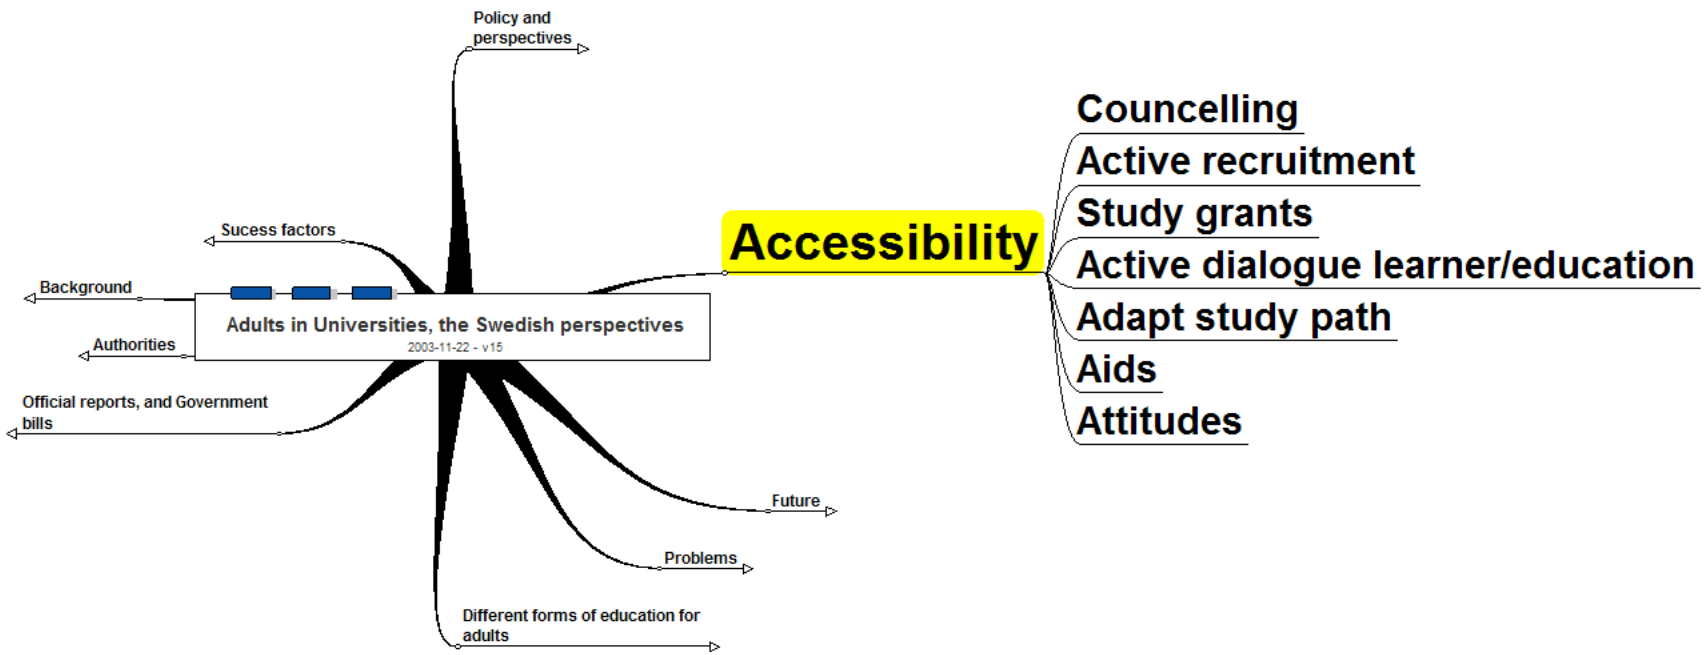 Policy and
perspectives
Councelling
Active recruitment
Study grants
Active dialogue learner/education
Adapt study path
Aids
Attitudes
Accessibility
Sucess factors
Background
Authorities
Official reports, and Government
bills
Adults in Universities, the Swedish perspectives
2003-11-22 - v15
Future
Problems
Different forms of education for
adults